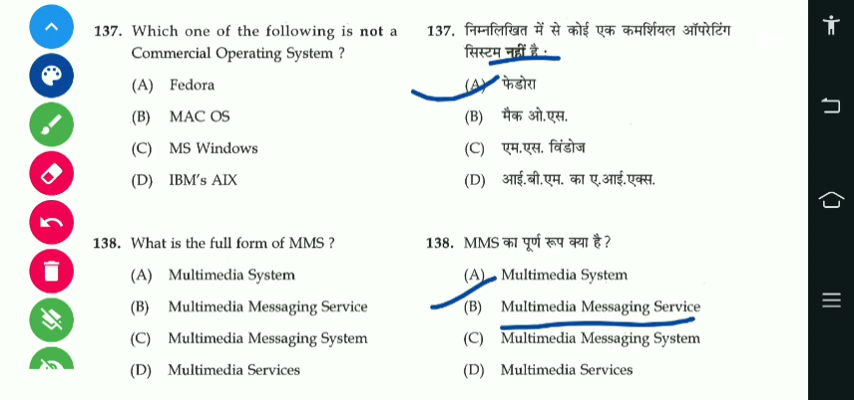 137. Which one of the following is not a
Commercial Operating System ?
(A) Fedora
(B) MAC OS
(C) MS Windows
(D) IBM's AIX
138. What is the full form of MMS ?
(A) Multimedia System
(B) Multimedia Messaging Service
(C) Multimedia Messaging System
(D) Multimedia Services
137. निम्नलिखित में से कोई एक कमर्शियल ऑपरेटिंग
सिस्टम नहीं है :
(A) फेडोरा
(B) मैक ओ.एस.
(C) एम.एस. विंडोज
(D) आई.बी.एम. का ए.आई.एक्स.
138. MMS का पूर्ण रूप क्या है ?
(A) Multimedia System
(B) Multimedia Messaging Service
(C) Multimedia Messaging System
(D) Multimedia Services